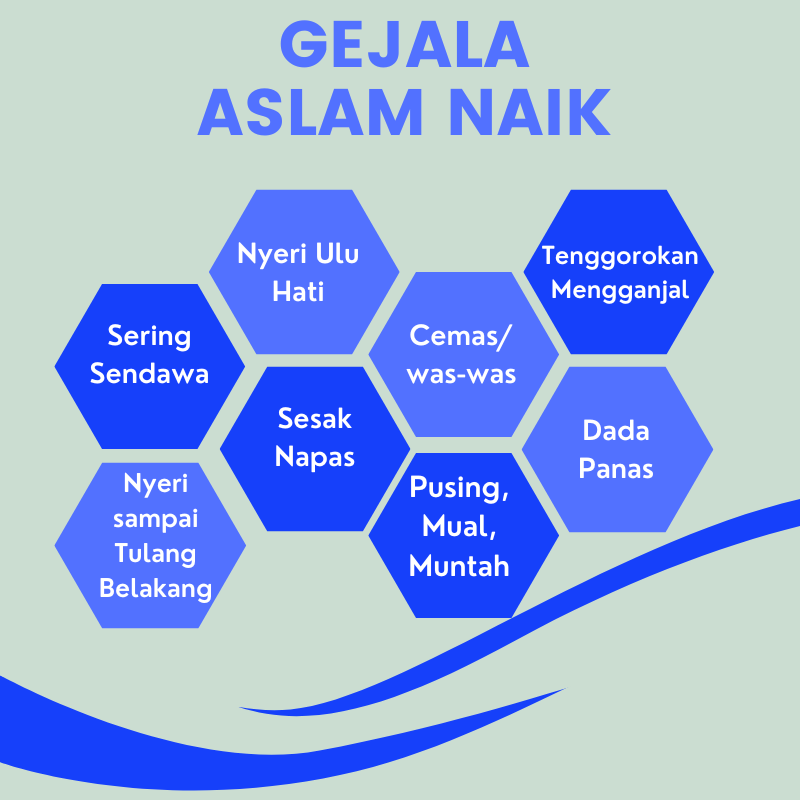 GEJALA
ASLAM NAIK
Nyeri Ulu
Hati
Tenggorokan
Mengganjal
Sering
Sendawa
Cemas/
was-was
Sesak
Napas
Dada
Panas
Nyeri
sampai
Tulang
Belakang
Pusing,
Mual,
Muntah